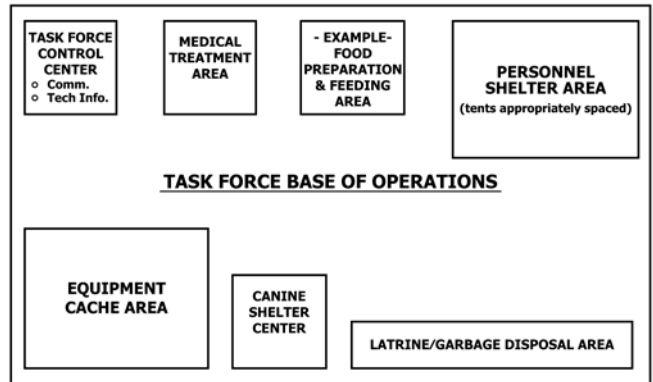 TASK FORCE
CONTROL
CENTER
o Comm.
o Tech Info.
MEDICAL
TREATMENT
AREA
- EXAMPLE-
FOOD
PREPARATION
& FEEDING
AREA
PERSONNEL
SHELTER AREA
(tents appropriately spaced)
TASK FORCE BASE OF OPERATIONS
EQUIPMENT
CACHE AREA
CANINE
SHELTER
CENTER
LATRINE/GARBAGE DISPOSAL AREA